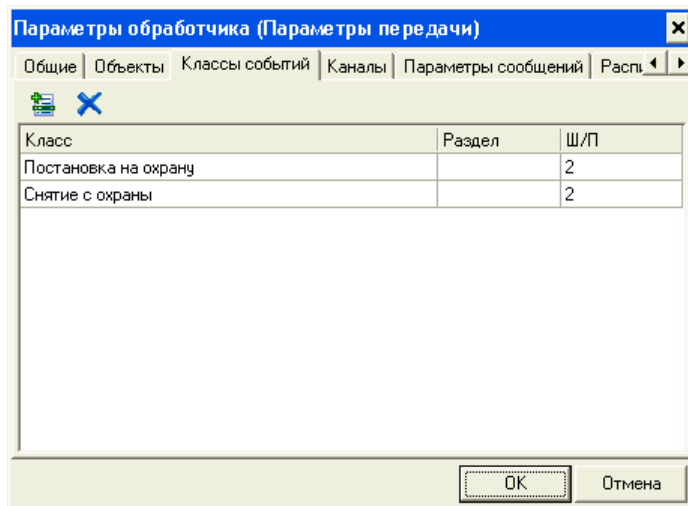 Параметры обработчика (Параметры передачи)
Общие Объекты Классы событий Каналы Параметры сообщений
Класс Раздел Ш/П
Постановка на охрану 2
Снятие с охраны 2
OK Отмена